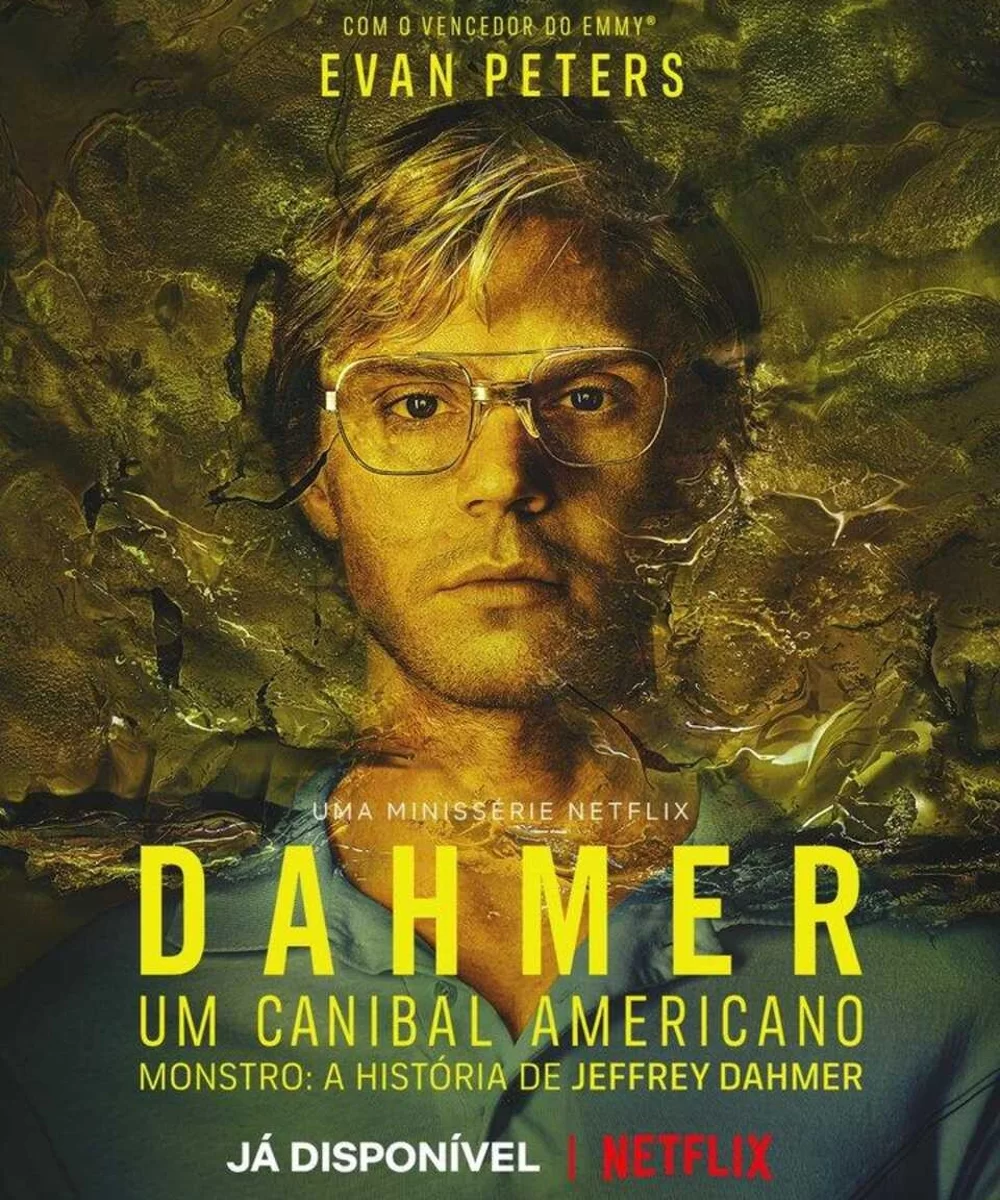 COM O VENCEDOR DO EMMY®
EVAN PETERS
UMA MINISSÉRIE NETFLIX
DAHMER
UM CANIBAL AMERICANO
MONSTRO: A HISTÓRIA DE JEFFREY DAHMER
JÁ DISPONÍVEL | NETFLIX